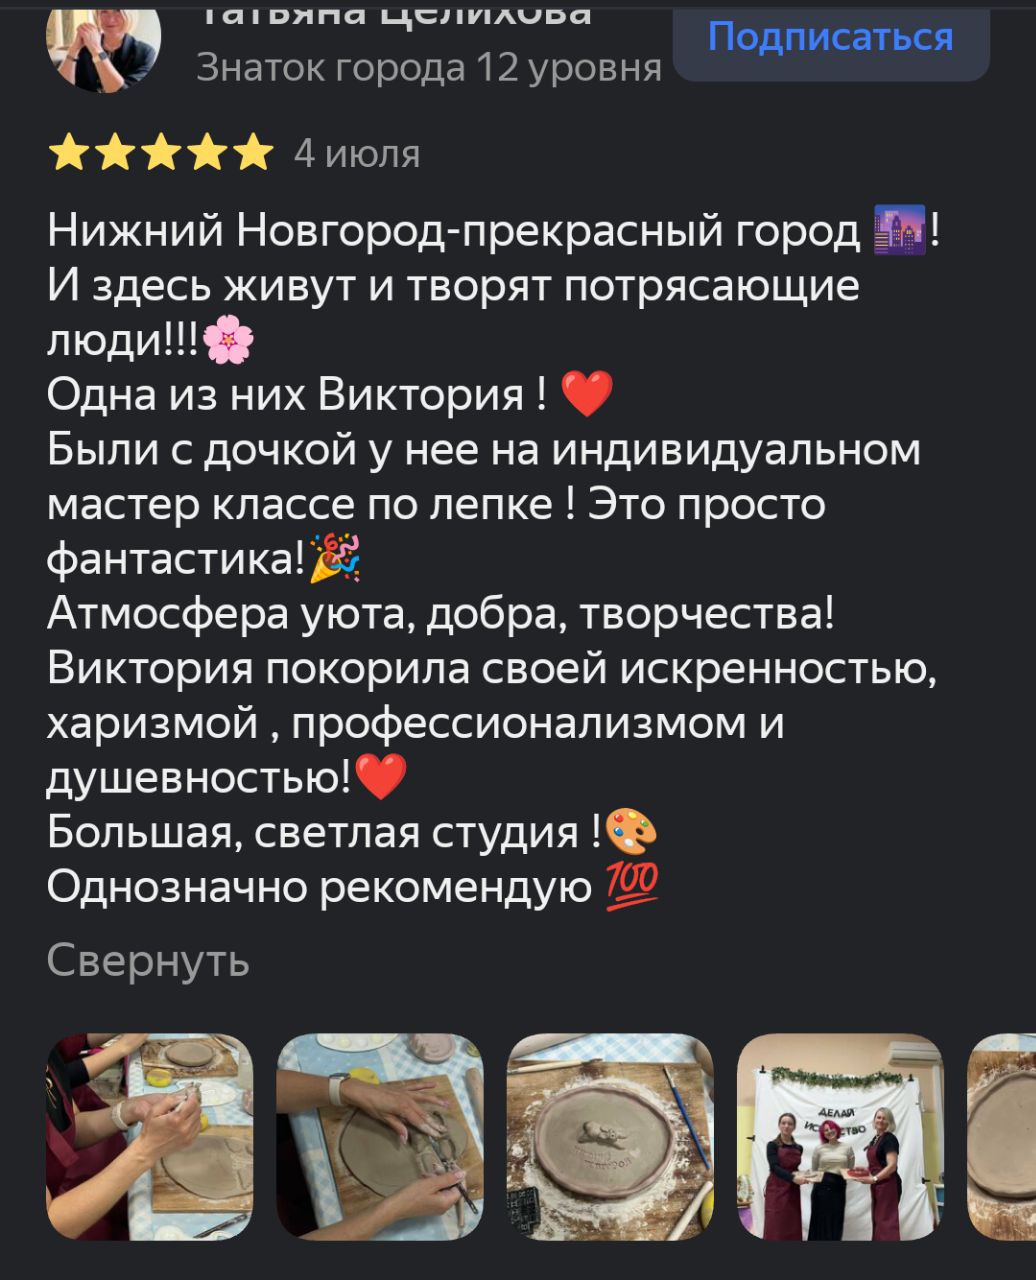 Татьяна Целихова
Подписаться
Знаток города 12 уровня
4 июля
Нижний Новгород-прекрасный город 🌆!
И здесь живут и творят потрясающие
люди!!!🌸
Одна из них Виктория ! ❤️
Были с дочкой у нее на индивидуальном
мастер классе по лепке ! Это просто
фантастика!🎉
Атмосфера уюта, добра, творчества!
Виктория покорила своей искренностью,
харизмой , профессионализмом и
душевностью!❤️
Большая, светлая студия !🎨
Однозначно рекомендую 💯
Свернуть
ДЕЛАЙ